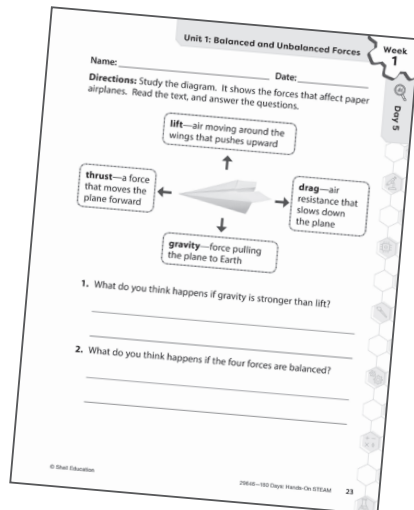 Unit 1: Balanced and Unbalanced Forces
Week
1
Day 5
Name: Date:
Directions: Study the diagram. It shows the forces that affect paper
airplanes. Read the text, and answer the questions.
lift—air moving around the
wings that pushes upward
thrust—a force
that moves the
plane forward
drag—air
resistance that
slows down
the plane
gravity—force pulling
the plane to Earth
1. What do you think happens if gravity is stronger than lift?
2. What do you think happens if the four forces are balanced?
© Shell Education
29648—180 Days: Hands-On STEAM
23